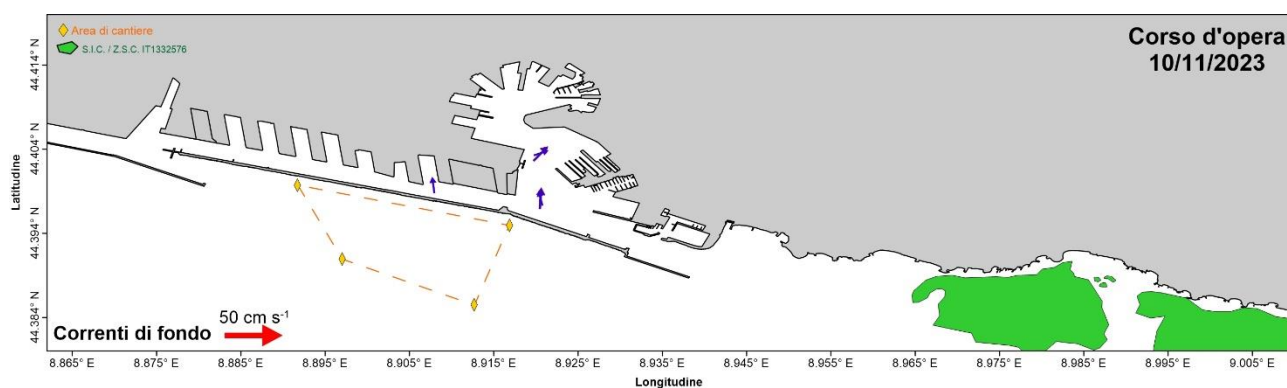 Area di cantiere
S.I.C. / Z.S.C. IT1332576
Corso d'opera
10/11/2023
44.414° N
44.404° N
44.394° N
44.384° N
Latitudine
50 cm s⁻¹
Correnti di fondo
8.865° E
8.875° E
8.885° E
8.895° E
8.905° E
8.915° E
8.925° E
8.935° E
8.945° E
8.955° E
8.965° E
8.975° E
8.985° E
8.995° E
9.005° E
Longitudine